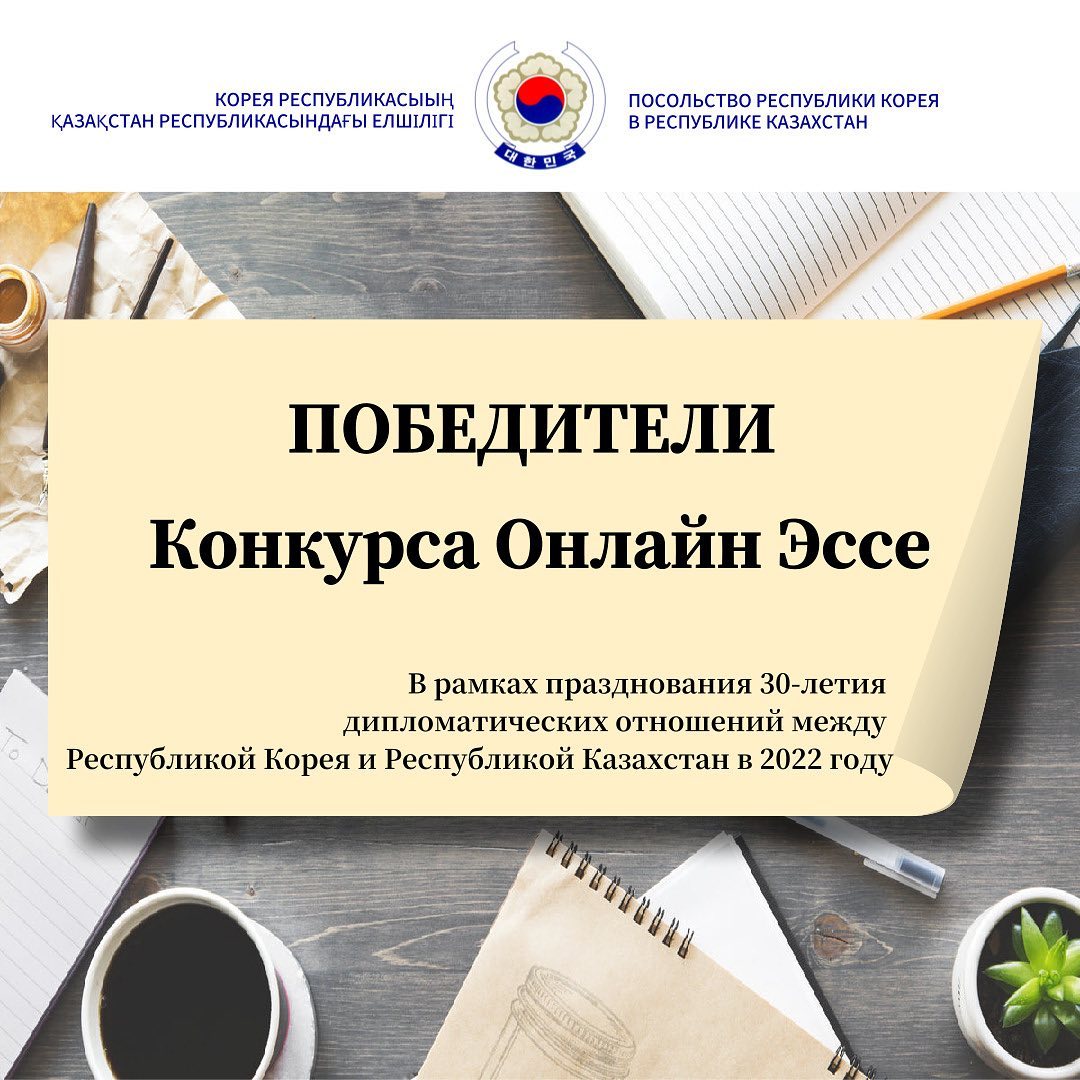 КОРЕЯ РЕСПУБЛИКАСЫЫҢ
ҚАЗАҚСТАН РЕСПУБЛИКАСЫНДАҒЫ ЕЛШІЛІГІ
대한민국
ПОСОЛЬСТВО РЕСПУБЛИКИ КОРЕЯ
В РЕСПУБЛИКЕ КАЗАХСТАН
ПОБЕДИТЕЛИ
Конкурса Онлайн Эссе
В рамках празднования 30-летия
дипломатических отношений между
Республикой Корея и Республикой Казахстан в 2022 году